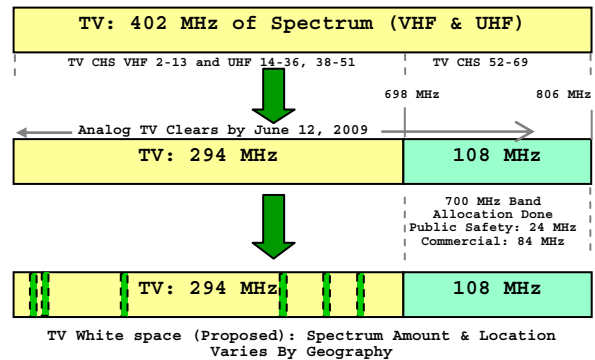 TV: 402 MHz of Spectrum (VHF & UHF)
TV CHS VHF 2-13 and UHF 14-36, 38-51
TV CHS 52-69
698 MHz
806 MHz
Analog TV Clears by June 12, 2009
TV: 294 MHz
108 MHz
700 MHz Band
Allocation Done
Public Safety: 24 MHz
Commercial: 84 MHz
TV: 294 MHz
108 MHz
TV White space (Proposed): Spectrum Amount & Location
Varies By Geography